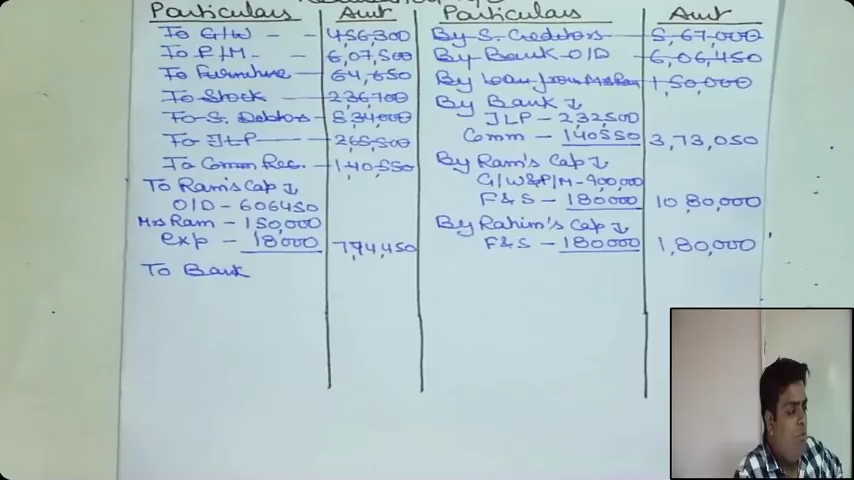 Particulars Amt Particulars Amt
To G/W - - 456,300 By S. Creditors 5,67,000
To P/M - - 6,07,500 By Bank O/D 6,06,450
To Furniture 64,650 By loan from Mrs Ram 1,50,000
To Stock 236,700 By Bank ↓
To S. Debtors 8,34,000 JLP - 232,500
To JLP 265,500 Comm - 140550 3,73,050
To Comm Rec. 1,40,550 By Ram's Cap ↓
To Ram's Cap ↓ G/W & P/M - 900,000
O/D - 606450 F&S - 180000 10,80,000
Mrs Ram - 150,000 By Rahim's Cap ↓
exp - 18000 7,74,450 F&S - 180000 1,80,000
To Bank